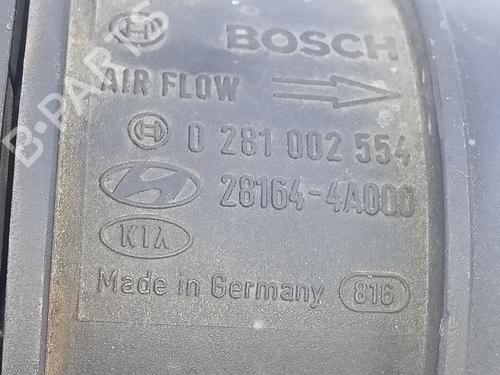 BOSCH
AIR FLOW
0 281 002 554
28164-4A000
KIA
Made in Germany 816
B-PARTS